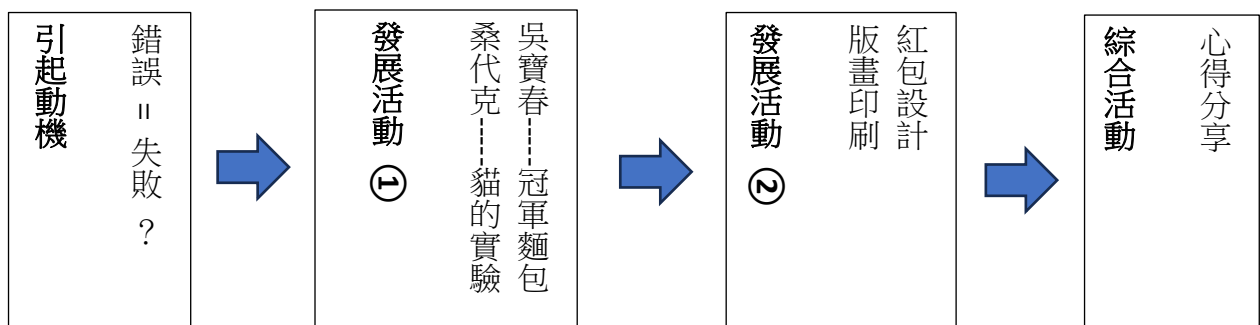 錯誤 = 失敗？
引起動機
吳寶春-----冠軍麵包
桑代克-----貓的實驗
發展活動 ①
紅包設計
版畫印刷
發展活動 ②
心得分享
綜合活動